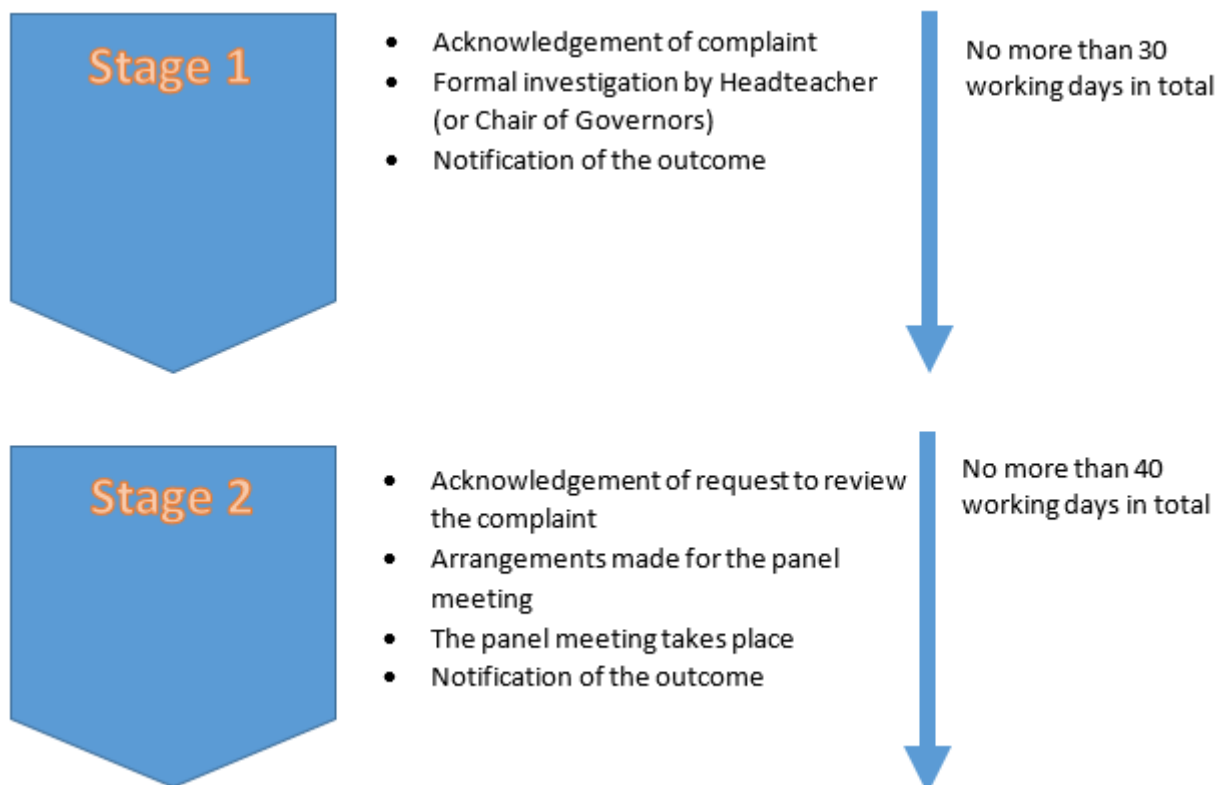 Stage 1
• Acknowledgement of complaint
• Formal investigation by Headteacher
(or Chair of Governors)
• Notification of the outcome
No more than 30
working days in total
Stage 2
• Acknowledgement of request to review
the complaint
• Arrangements made for the panel
meeting
• The panel meeting takes place
• Notification of the outcome
No more than 40
working days in total